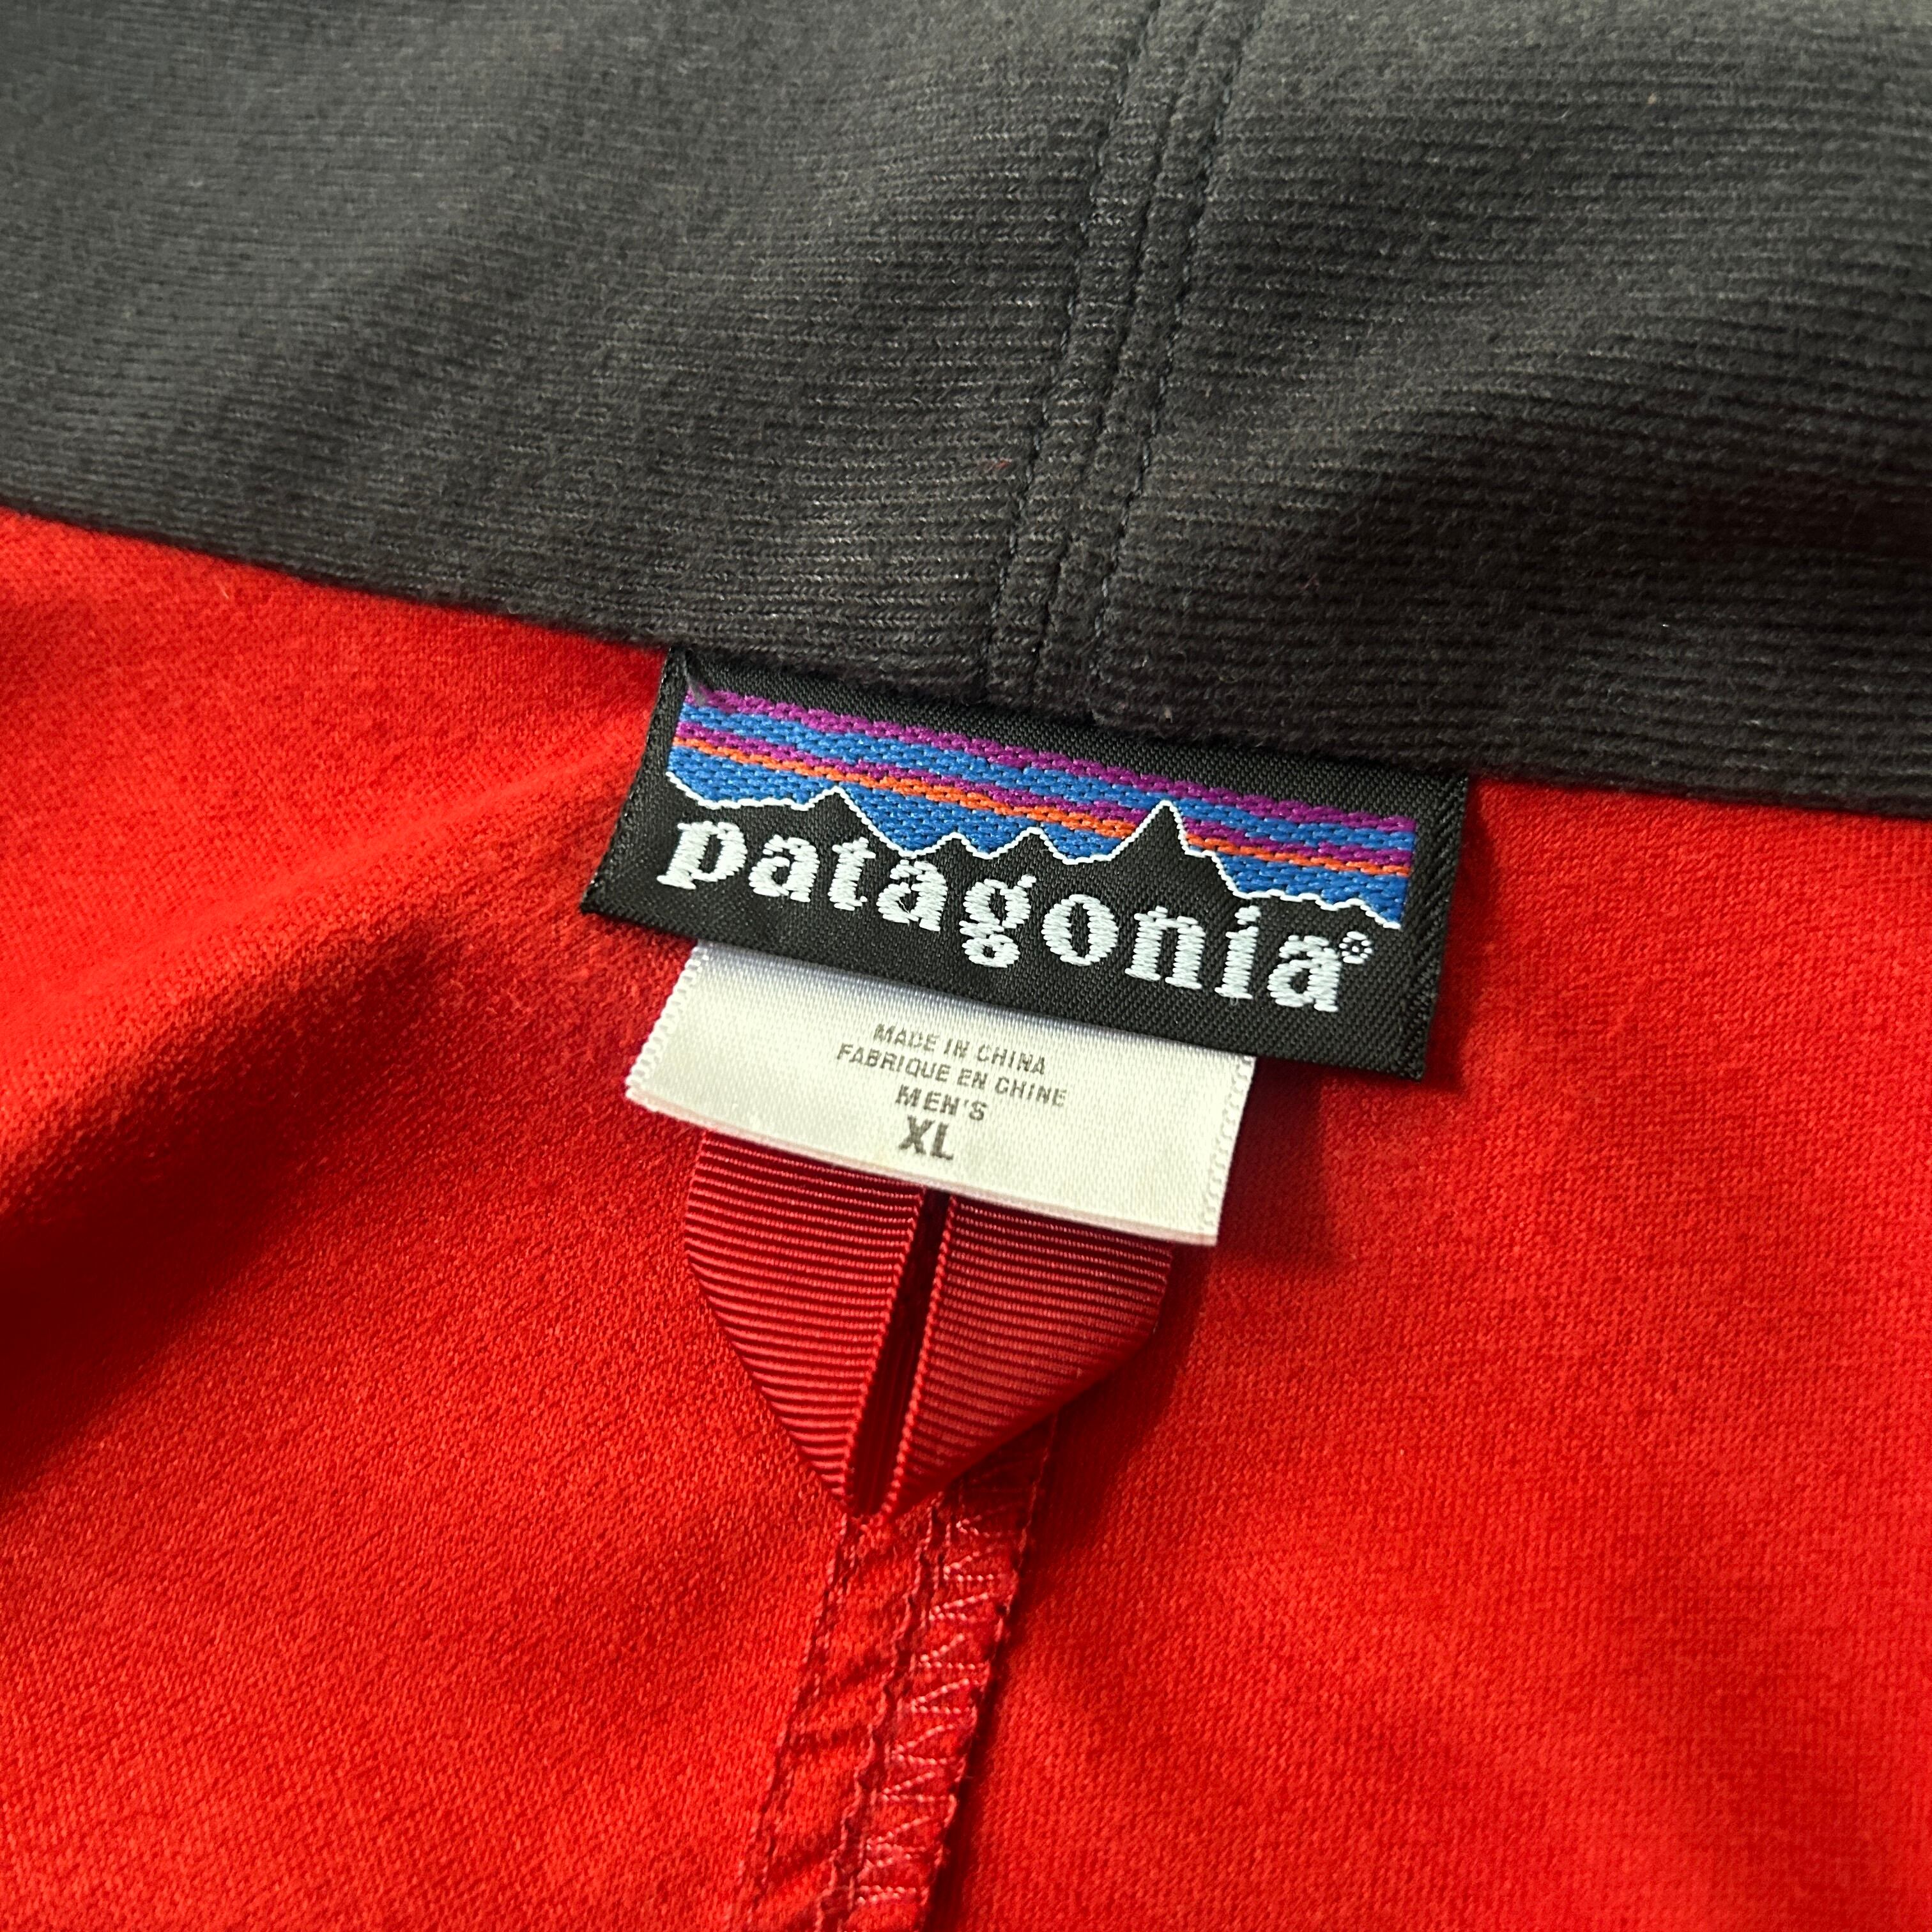 patagonia®
MADE IN CHINA
FABRIQUE EN CHINE
MEN'S
XL